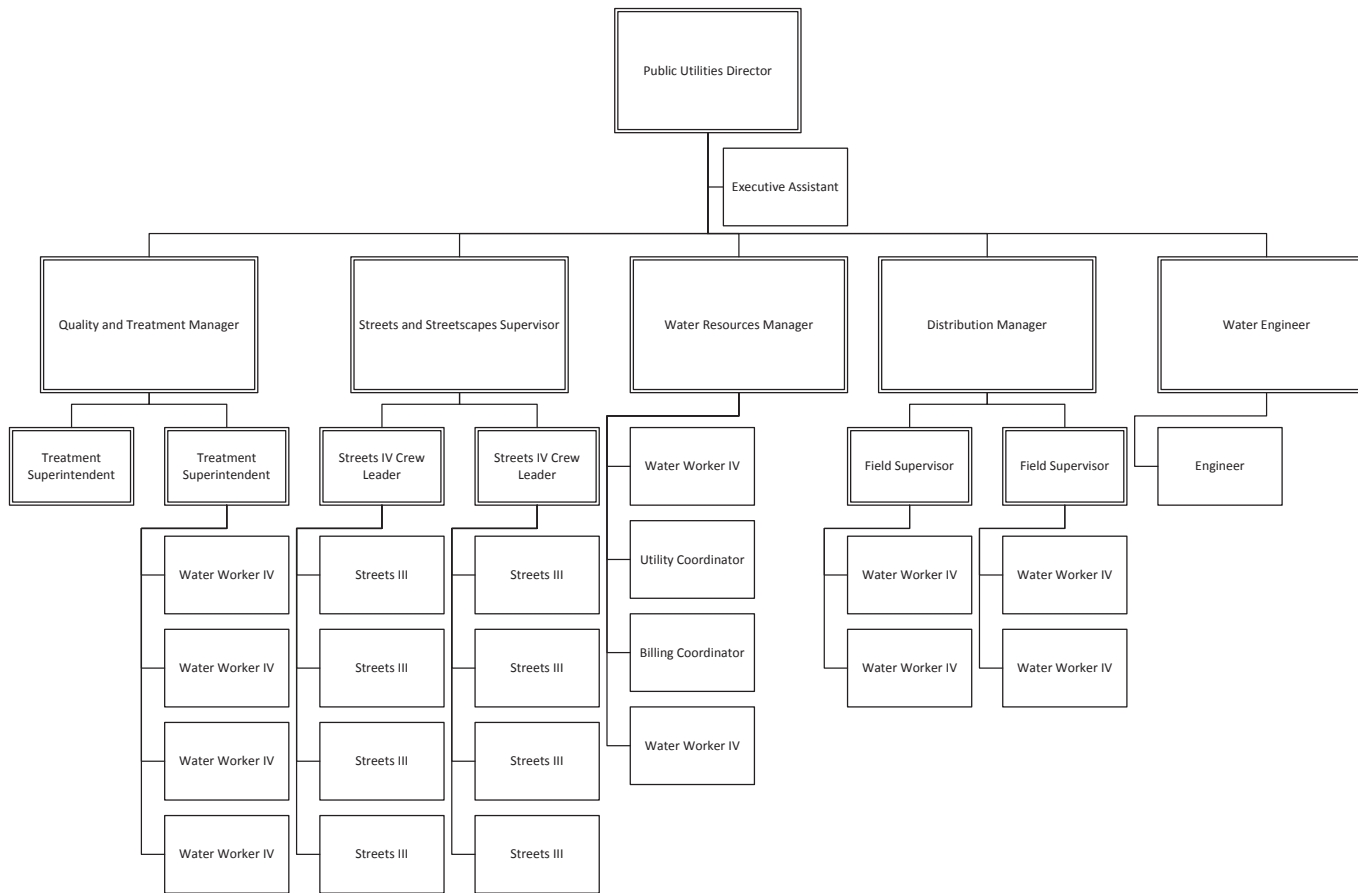 Public Utilities Director
Executive Assistant
Quality and Treatment Manager
Streets and Streetscapes Supervisor
Water Resources Manager
Distribution Manager
Water Engineer
Treatment
Superintendent
Treatment
Superintendent
Streets IV Crew
Leader
Streets IV Crew
Leader
Water Worker IV
Field Supervisor
Field Supervisor
Engineer
Water Worker IV
Streets III
Streets III
Utility Coordinator
Water Worker IV
Water Worker IV
Water Worker IV
Streets III
Streets III
Billing Coordinator
Water Worker IV
Water Worker IV
Water Worker IV
Streets III
Streets III
Water Worker IV
Water Worker IV
Streets III
Streets III